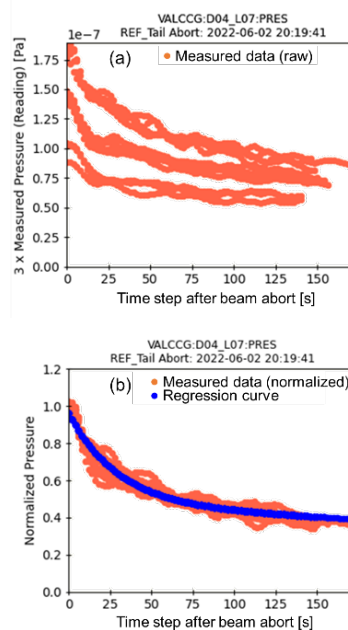 VALCCG:D04_L07:PRES
REF_Tail Abort: 2022-06-02 20:19:41
1e-7
(a)
Measured data (raw)
3 x Measured Pressure (Reading) [Pa]
1.75
1.50
1.25
1.00
0.75
0.50
0.00
0 25 50 75 100 125 150
Time step after beam abort [s]
VALCCG:D04_L07:PRES
REF_Tail Abort: 2022-06-02 20:19:41
(b)
Measured data (normalized)
Regression curve
Normalized Pressure
1.2
1.0
0.8
0.6
0.4
0.2
0.0
0 25 50 75 100 125 150
Time step after beam abort [s]